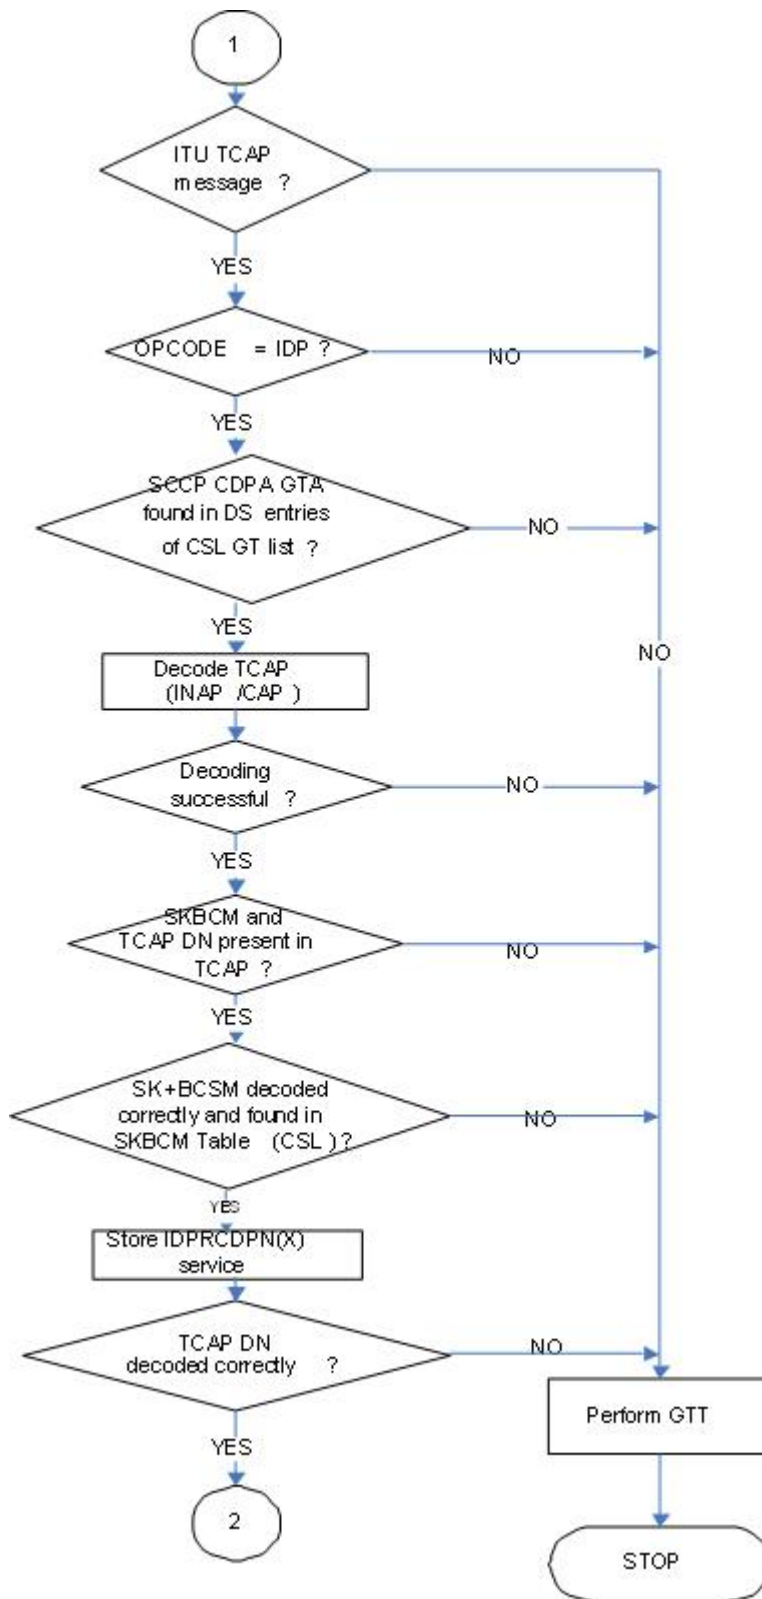 1
ITU TCAP
message ?
YES
OPCODE = IDP ?
NO
YES
SCCP CDPA GTA
found in DS entries
of CSL GT list ?
NO
YES
NO
Decode TCAP
(INAP /CAP )
Decoding
successful ?
NO
YES
SKBCM and
TCAP DN present in
TCAP ?
NO
YES
SK+BCSM decoded
correctly and found in
SKBCM Table (CSL )?
NO
YES
Store IDPRCDPN(X)
service
TCAP DN
decoded correctly ?
NO
Perform GTT
YES
2
STOP